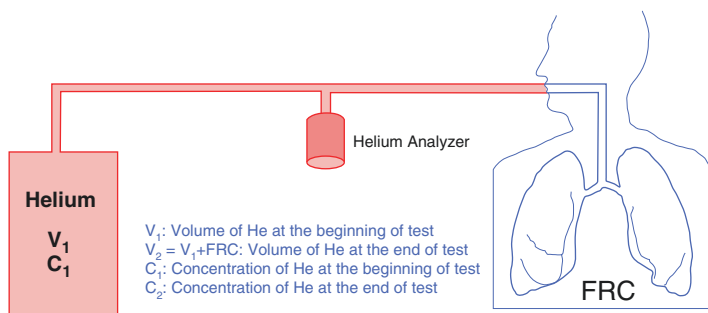 Helium
V₁
C₁
Helium Analyzer
V₁: Volume of He at the beginning of test
V₂ = V₁+FRC: Volume of He at the end of test
C₁: Concentration of He at the beginning of test
C₂: Concentration of He at the end of test
FRC